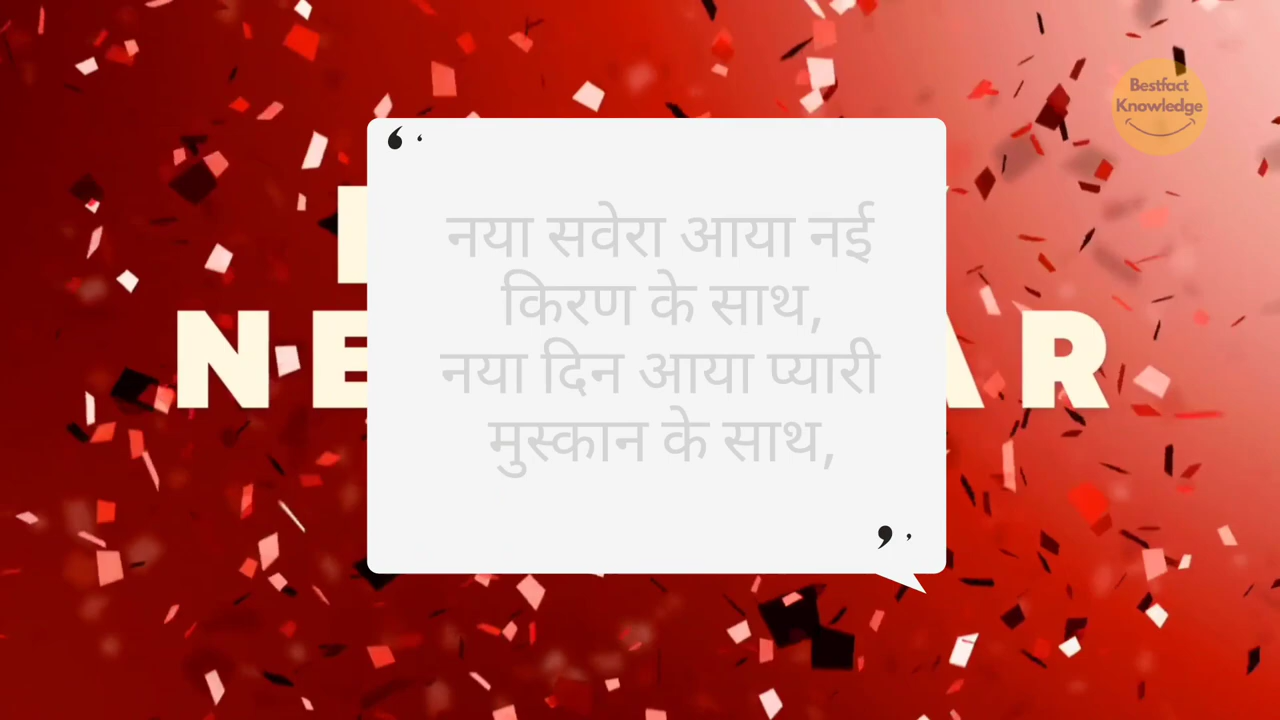 Bestfact
Knowledge
नया सवेरा आया नई
किरण के साथ,
नया दिन आया प्यारी
मुस्कान के साथ,